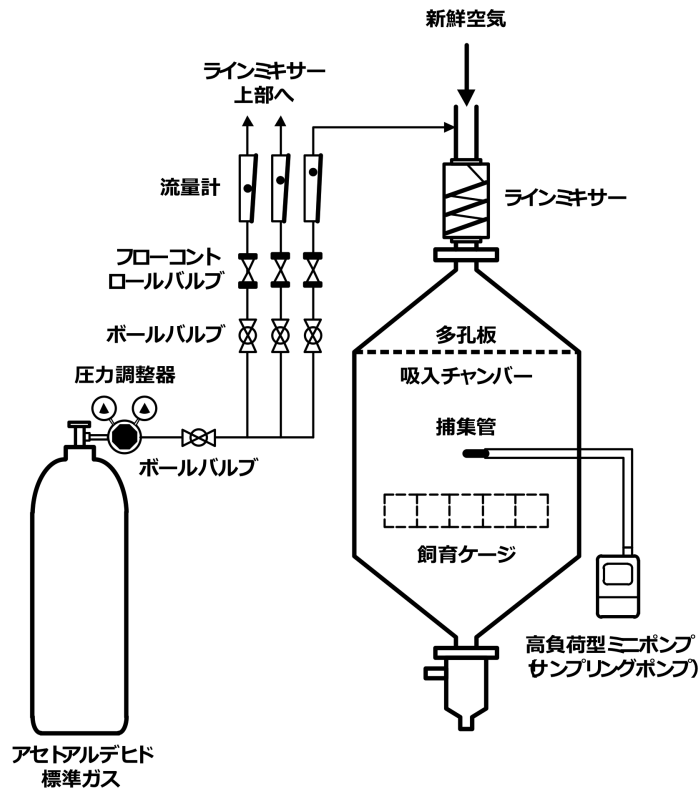 新鮮空気
ラインミキサー
上部へ
流量計
ラインミキサー
フローコント
ロールバルブ
ボールバルブ
多孔板
圧力調整器
吸入チャンバー
捕集管
ボールバルブ
飼育ケージ
高負荷型ミニポンプ
(サンプリングポンプ)
アセトアルデヒド
標準ガス